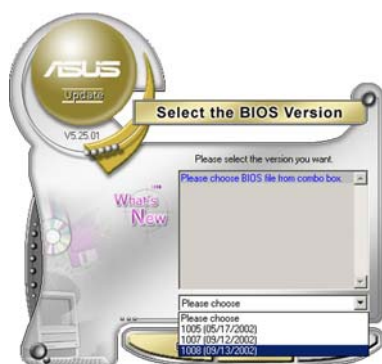 ASUS
Update
V5.25.01
Select the BIOS Version
Please select the version you want.
Please choose BIOS file from combo box.
What's
New
Please choose
Please choose
1005 (05/17/2002)
1007 (09/12/2002)
1008 (09/13/2002)